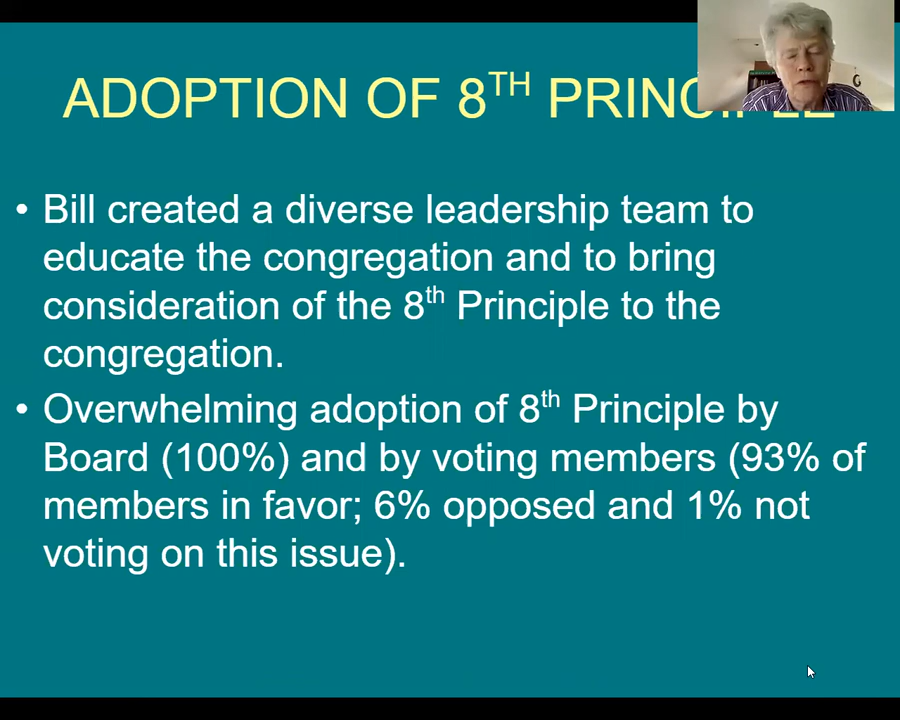 ADOPTION OF 8TH PRINCIPLE
• Bill created a diverse leadership team to
educate the congregation and to bring
consideration of the 8th Principle to the
congregation.
• Overwhelming adoption of 8th Principle by
Board (100%) and by voting members (93% of
members in favor; 6% opposed and 1% not
voting on this issue).